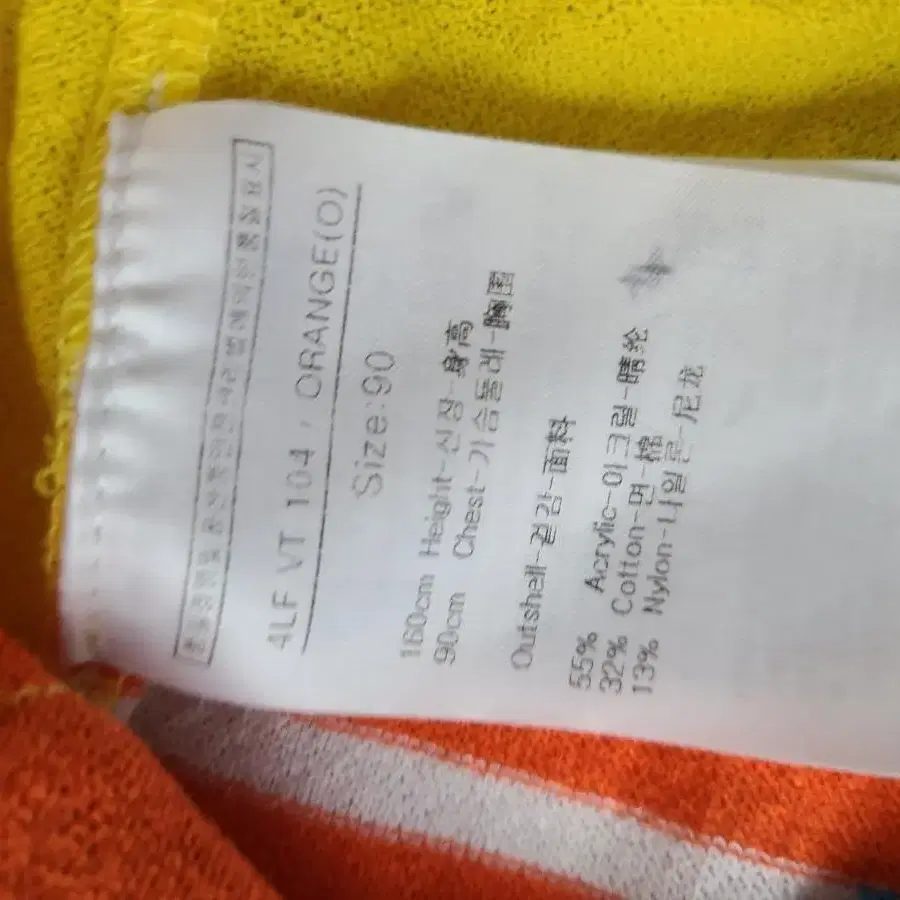 4LF VT 104 , ORANGE(O)
Size:90
160cm Height-신장-身高
90cm Chest-가슴둘레-胸围
Outshell-겉감-面料
55% Acrylic-아크릴-腈纶
32% Cotton-면-棉
13% Nylon-나일론-尼龙